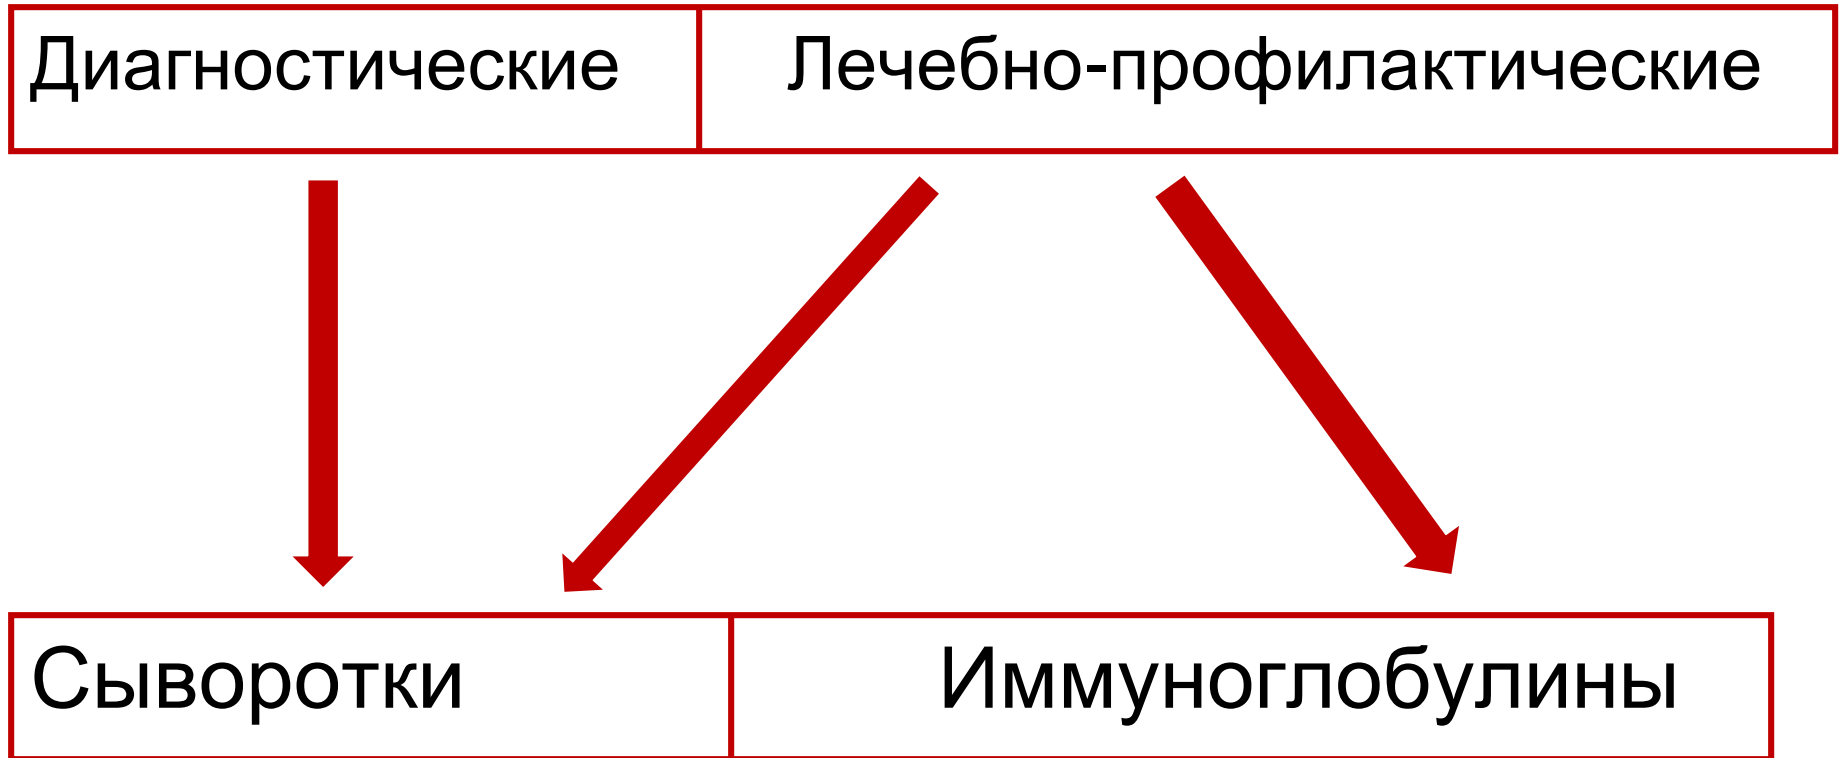 Диагностические
Лечебно-профилактические
Сыворотки
Иммуноглобулины